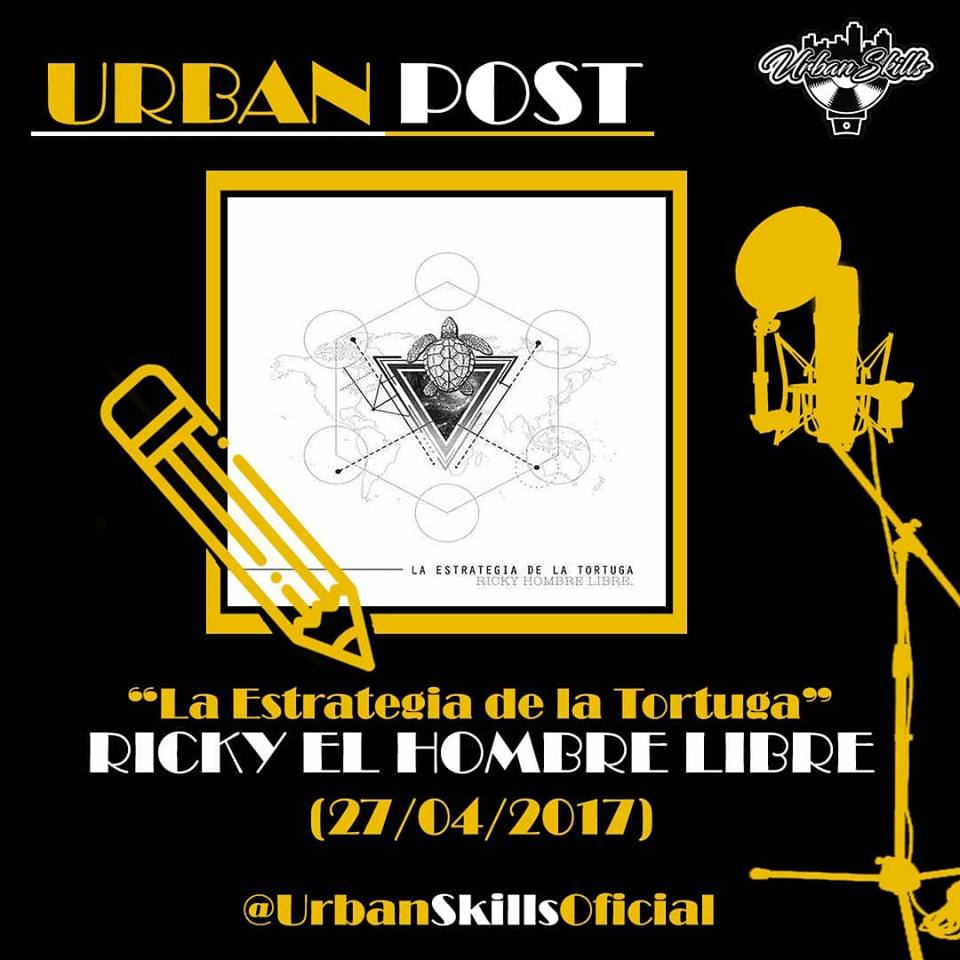 URBAN POST
Urban Skills
LA ESTRATEGIA DE LA TORTUGA
RICKY HOMBRE LIBRE.
“La Estrategia de la Tortuga”
RICKY EL HOMBRE LIBRE
(27/04/2017)
@UrbanSkillsOficial